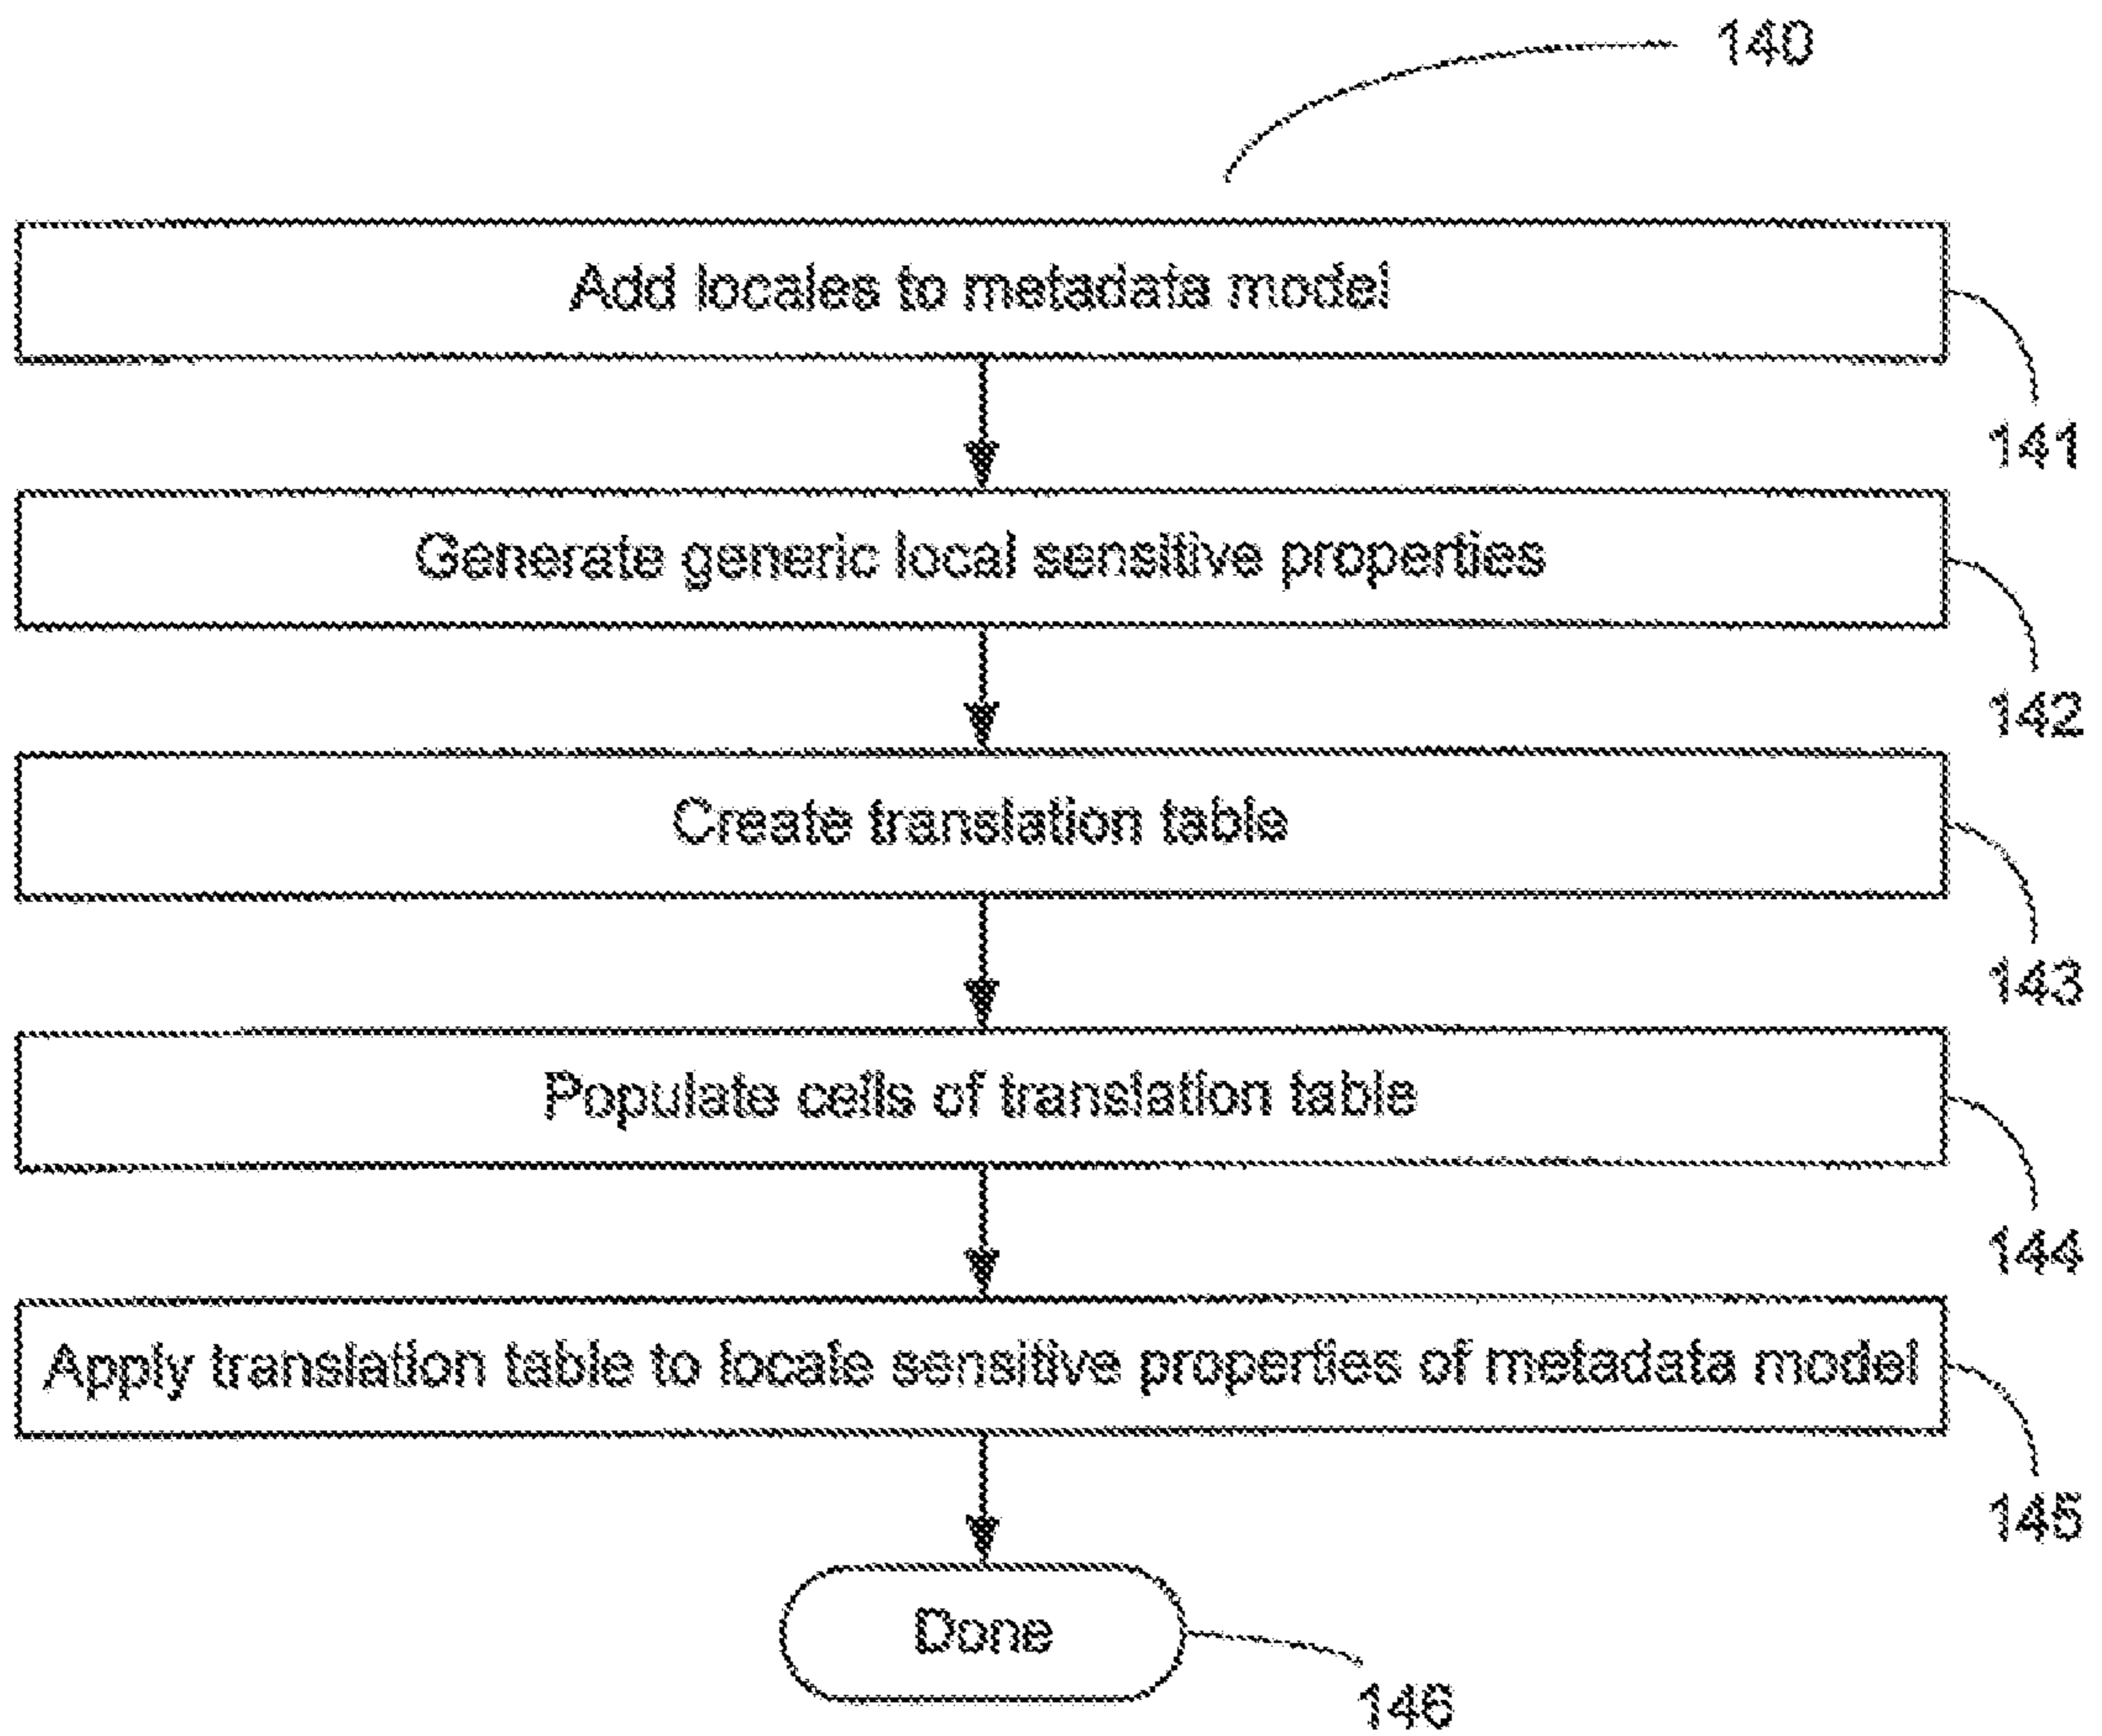 140
Add locales to metadata model
141
Generate generic local sensitive properties
142
Create translation table
143
Populate cells of translation table
144
Apply translation table to locale sensitive properties of metadata model
145
Done
146